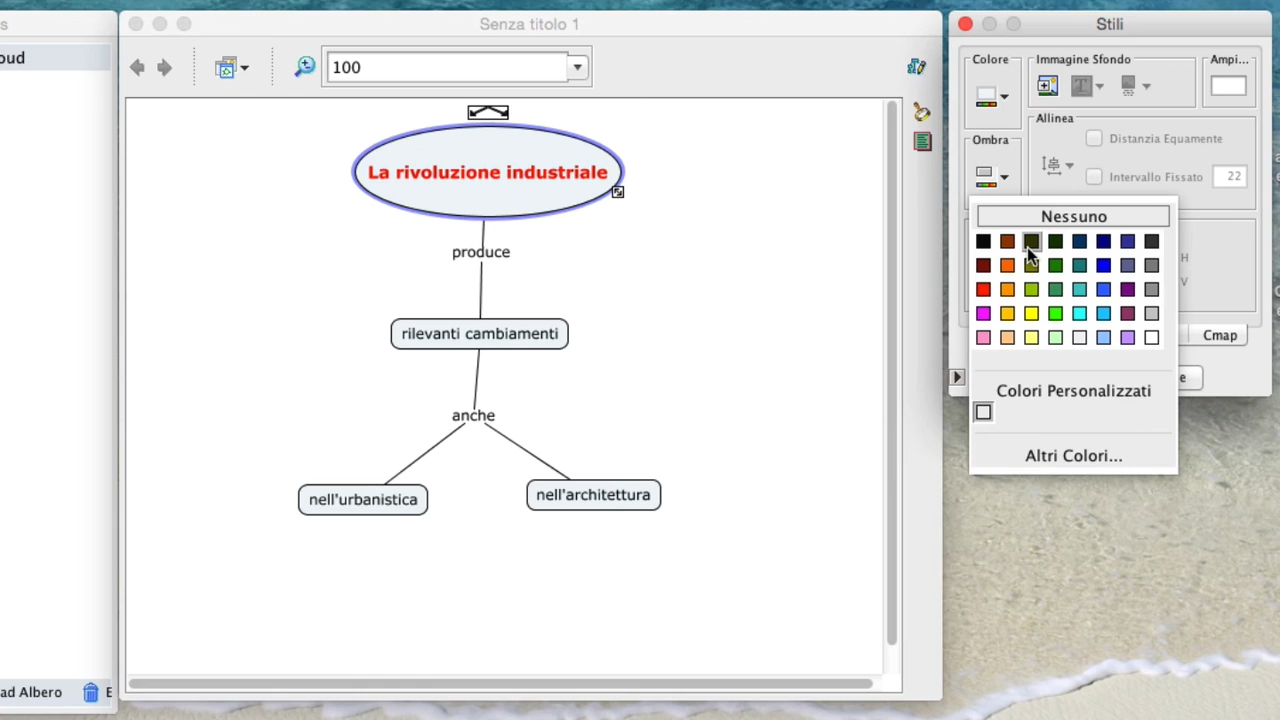 s
Senza titolo 1
Stili
oud
100
Colore
Immagine Sfondo
Ampi...
Allinea
Distanzia Equamente
Ombra
Intervallo Fissato
22
La rivoluzione industriale
Nessuno
produce
H
V
rilevanti cambiamenti
Cmap
e
Colori Personalizzati
anche
Altri Colori...
nell'urbanistica
nell'architettura
ad Albero
E